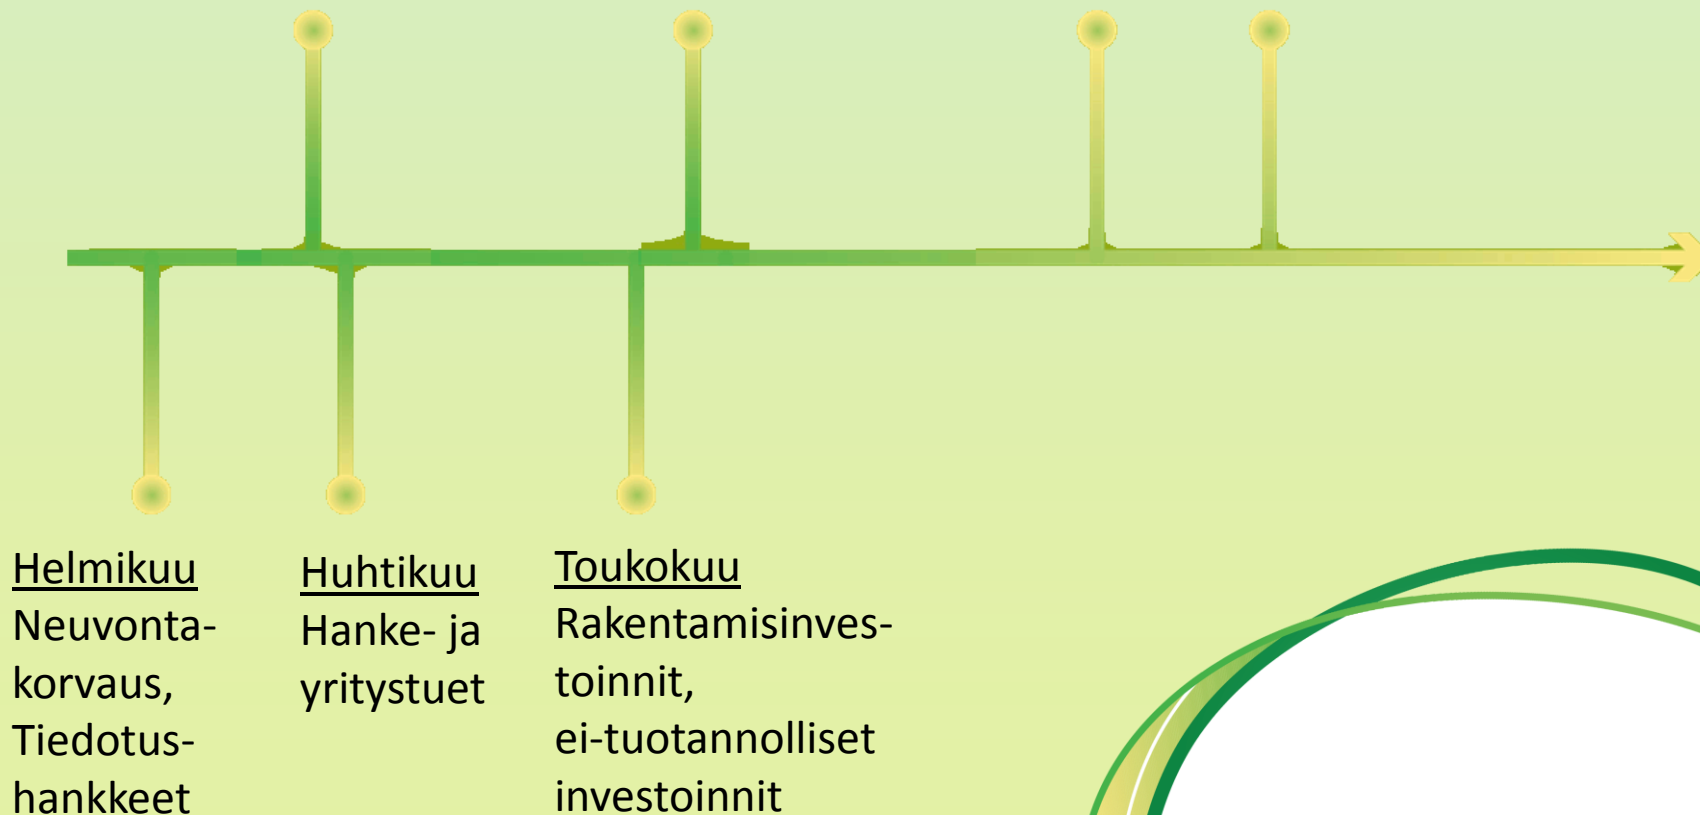 Helmikuu
Neuvonta-
korvaus,
Tiedotus-
hankkeet
Huhtikuu
Hanke- ja
yritystuet
Toukokuu
Rakentamisinves-
toinnit,
ei-tuotannolliset
investoinnit